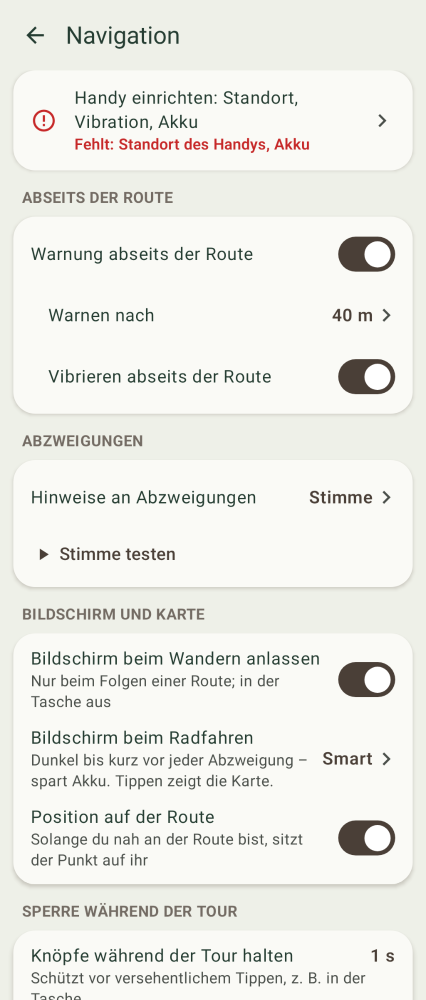 Navigation
Handy einrichten: Standort,
Vibration, Akku
Fehlt: Standort des Handys, Akku
ABSEITS DER ROUTE
Warnung abseits der Route
Warnen nach 40 m
Vibrieren abseits der Route
ABZWEIGUNGEN
Hinweise an Abzweigungen Stimme
Stimme testen
BILDSCHIRM UND KARTE
Bildschirm beim Wandern anlassen
Nur beim Folgen einer Route; in der
Tasche aus
Bildschirm beim Radfahren
Dunkel bis kurz vor jeder Abzweigung –
spart Akku. Tippen zeigt die Karte.
Smart
Position auf der Route
Solange du nah an der Route bist, sitzt
der Punkt auf ihr
SPERRE WÄHREND DER TOUR
Knöpfe während der Tour halten 1 s
Schützt vor versehentlichem Tippen, z. B. in der
Tasche